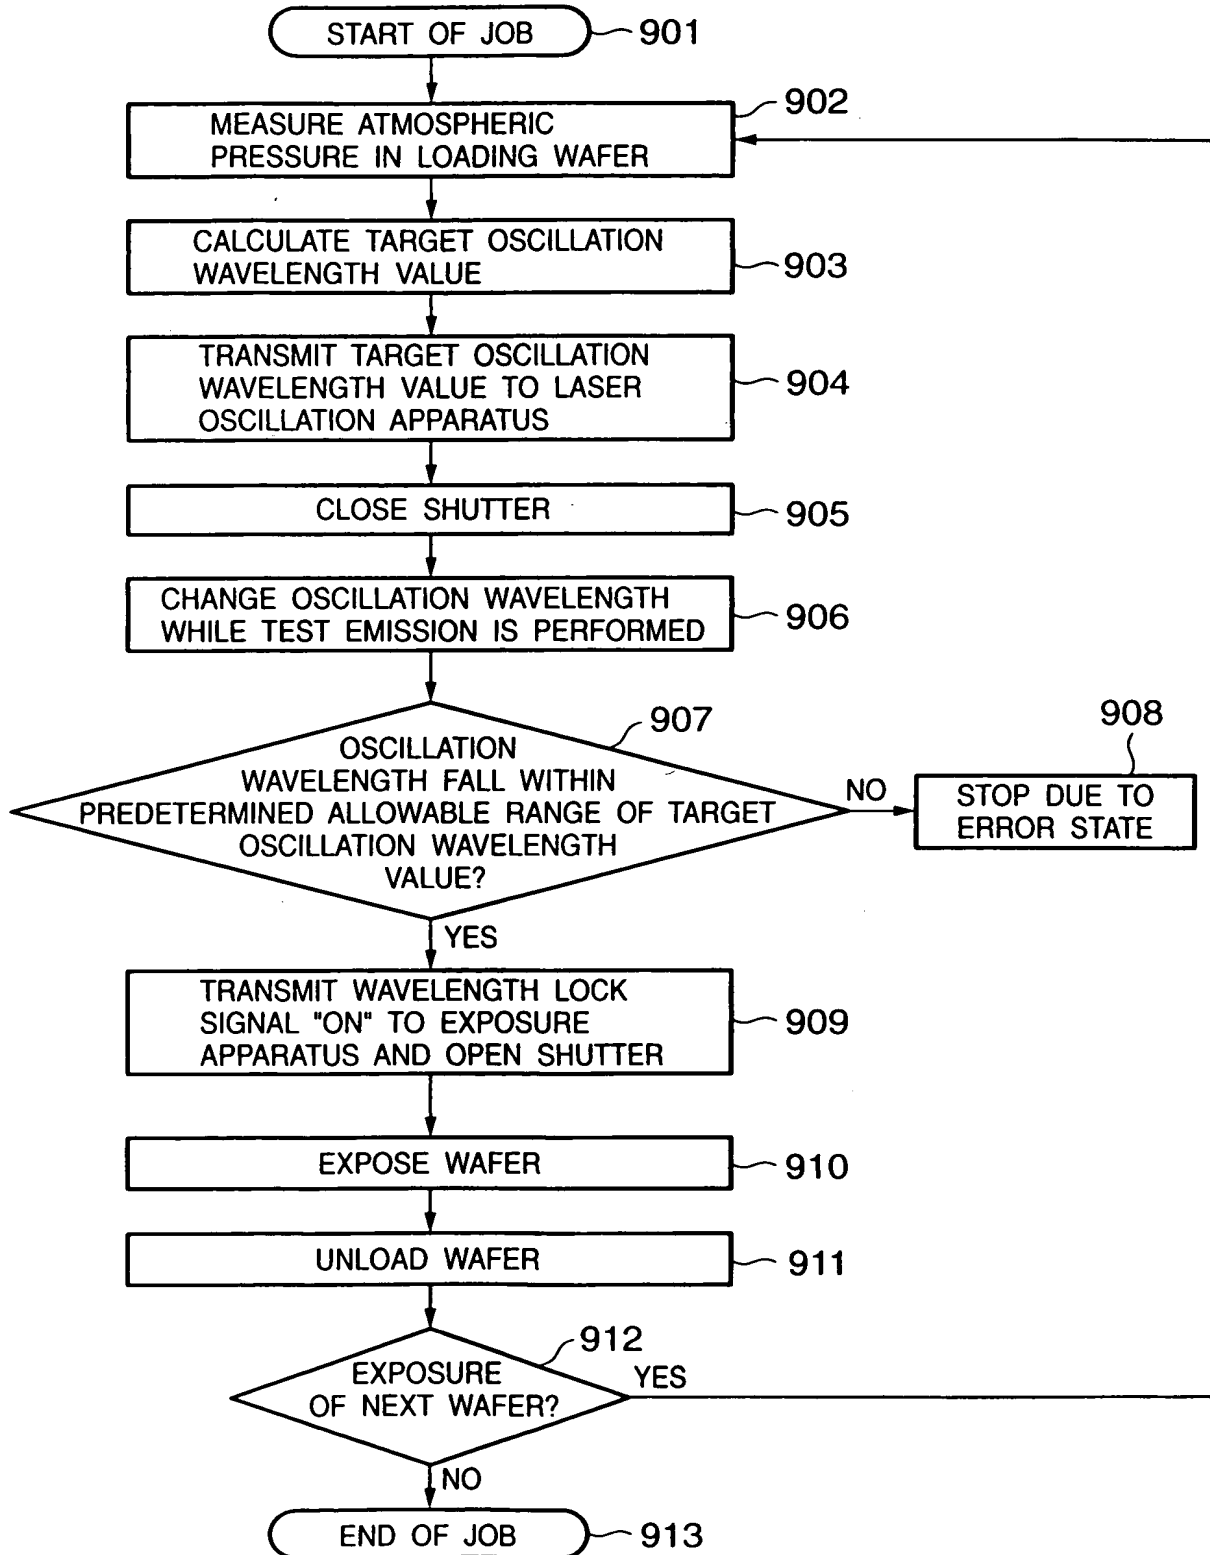 START OF JOB
901
902
MEASURE ATMOSPHERIC
PRESSURE IN LOADING WAFER
CALCULATE TARGET OSCILLATION
WAVELENGTH VALUE
903
TRANSMIT TARGET OSCILLATION
WAVELENGTH VALUE TO LASER
OSCILLATION APPARATUS
904
CLOSE SHUTTER
905
CHANGE OSCILLATION WAVELENGTH
WHILE TEST EMISSION IS PERFORMED
906
907
OSCILLATION
WAVELENGTH FALL WITHIN
PREDETERMINED ALLOWABLE RANGE OF TARGET
OSCILLATION WAVELENGTH
VALUE?
NO
908
STOP DUE TO
ERROR STATE
YES
TRANSMIT WAVELENGTH LOCK
SIGNAL "ON" TO EXPOSURE
APPARATUS AND OPEN SHUTTER
909
EXPOSE WAFER
910
UNLOAD WAFER
911
912
EXPOSURE
OF NEXT WAFER?
YES
NO
END OF JOB
913